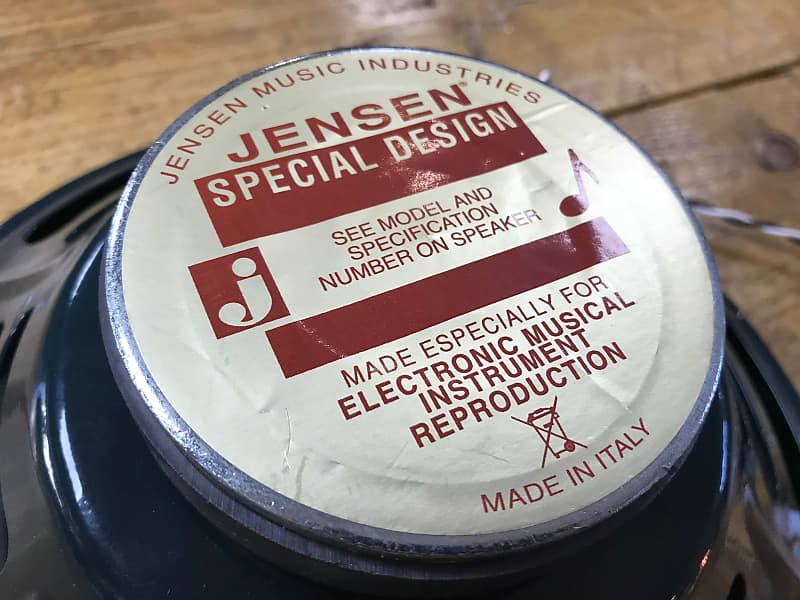 JENSEN MUSIC INDUSTRIES
JENSEN®
SPECIAL DESIGN
SEE MODEL AND
SPECIFICATION
NUMBER ON SPEAKER
j
MADE ESPECIALLY FOR
ELECTRONIC MUSICAL
INSTRUMENT
REPRODUCTION
MADE IN ITALY